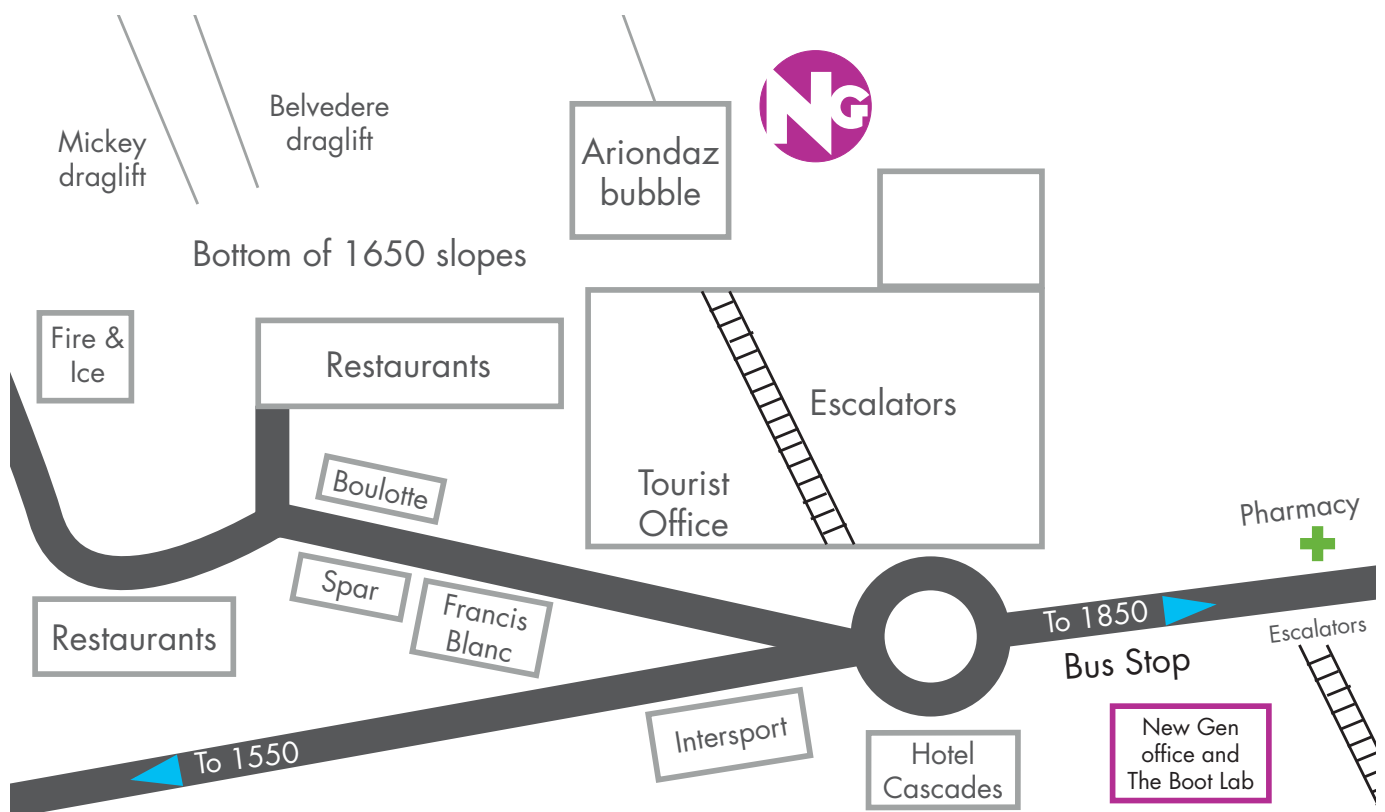 Mickey
draglift
Belvedere
draglift
Ariondaz
bubble
NG
Bottom of 1650 slopes
Fire &
Ice
Restaurants
Escalators
Boulotte
Tourist
Office
Pharmacy
Spar
Francis
Blanc
Restaurants
To 1850
Escalators
Bus Stop
Intersport
To 1550
Hotel
Cascades
New Gen
office and
The Boot Lab